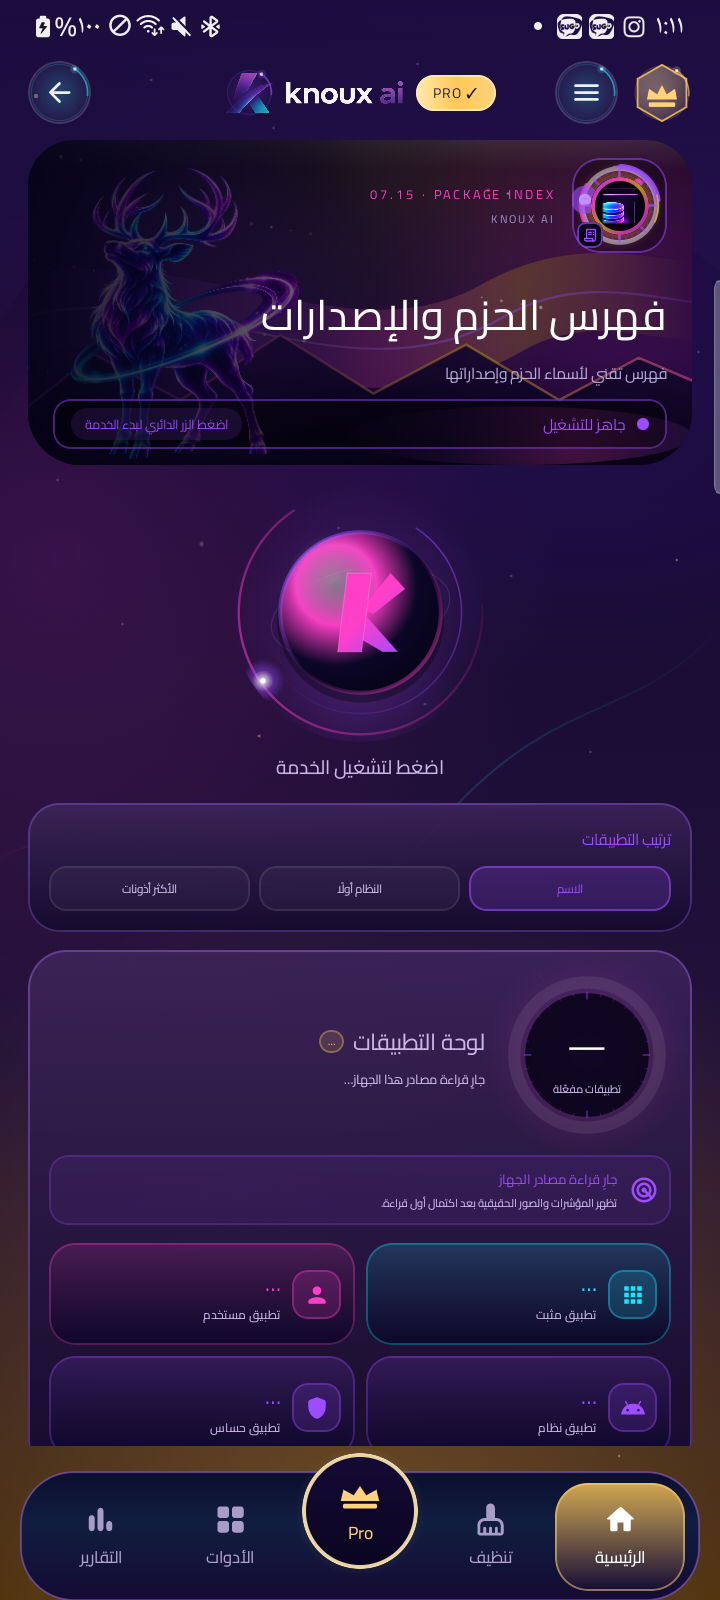 ١:١١
%١٠٠
knoux ai
PRO ✓
07.15 · PACKAGE INDEX
KNOUX AI
فهرس الحزم والإصدارات
فهرس تقني لأسماء الحزم وإصداراتها
جاهز للتشغيل
اضغط الزر الدائري لبدء الخدمة
اضغط لتشغيل الخدمة
ترتيب التطبيقات
الاسم
النظام أولًا
الأكثر أذونات
لوحة التطبيقات
...
جارٍ قراءة مصادر هذا الجهاز...
—
تطبيقات مفعّلة
جارٍ قراءة مصادر الجهاز
تظهر المؤشرات والصور الحقيقية بعد اكتمال أول قراءة.
...
تطبيق مثبت
...
تطبيق مستخدم
...
تطبيق نظام
...
تطبيق حساس
الرئيسية
تنظيف
Pro
الأدوات
التقارير